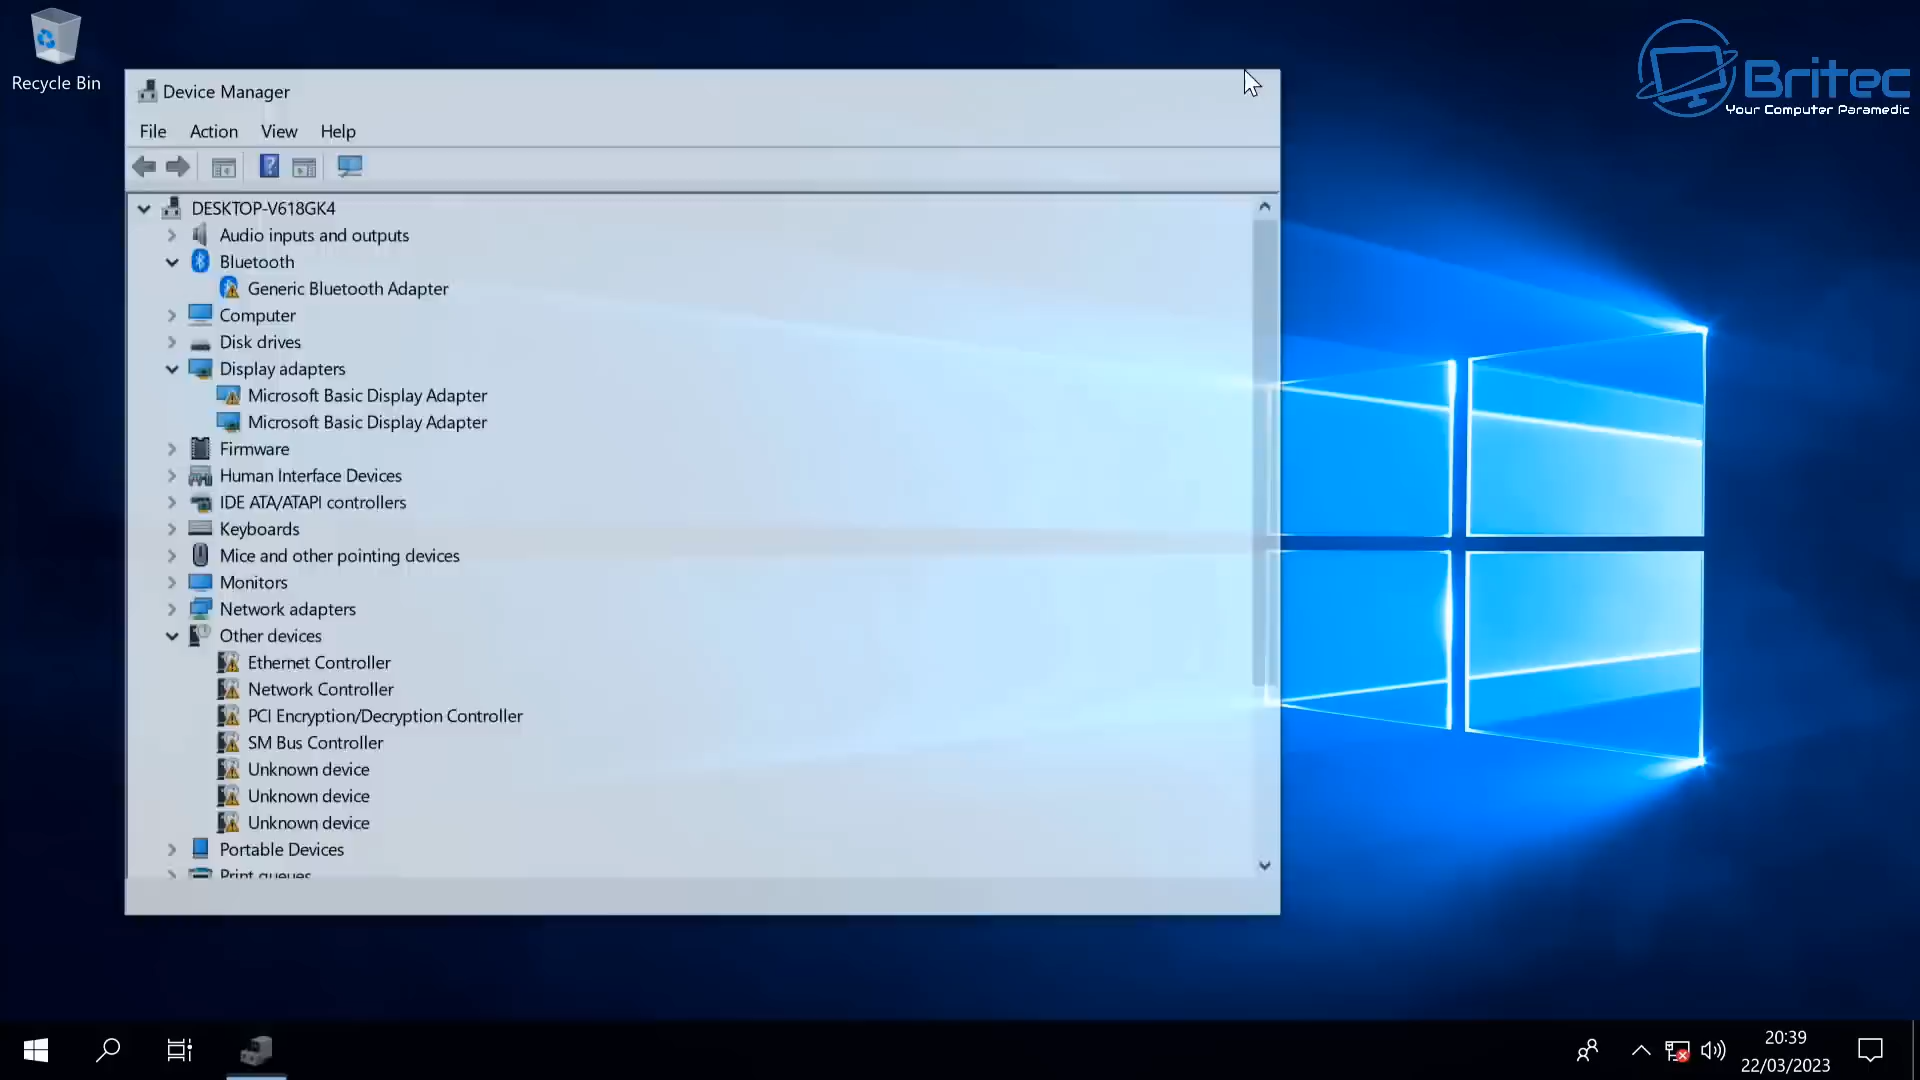 Recycle Bin
Britec
Your Computer Paramedic
Device Manager
File Action View Help
DESKTOP-V618GK4
Audio inputs and outputs
Bluetooth
Generic Bluetooth Adapter
Computer
Disk drives
Display adapters
Microsoft Basic Display Adapter
Microsoft Basic Display Adapter
Firmware
Human Interface Devices
IDE ATA/ATAPI controllers
Keyboards
Mice and other pointing devices
Monitors
Network adapters
Other devices
Ethernet Controller
Network Controller
PCI Encryption/Decryption Controller
SM Bus Controller
Unknown device
Unknown device
Unknown device
Portable Devices
Print queues
20:39
22/03/2023